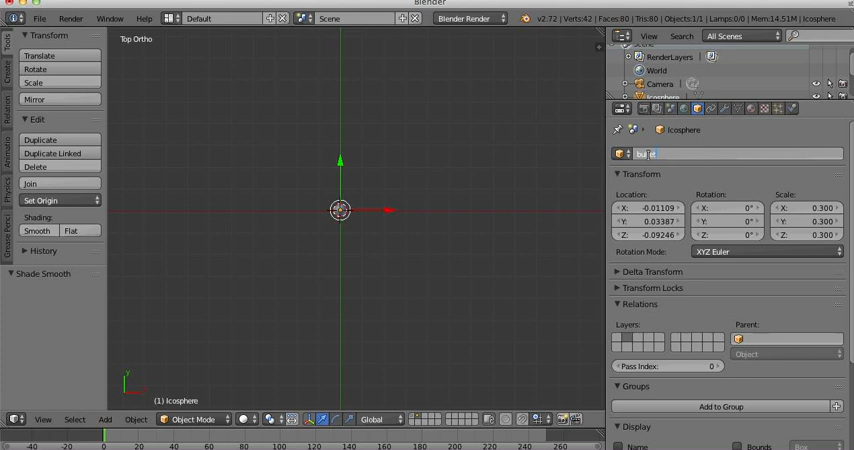 Blender
File Render Window Help Default Scene Blender Render v2.72 | Verts:42 | Faces:80 | Tris:80 | Objects:1/1 | Lamps:0/0 | Mem:14.51M | Icosphere
View Search All Scenes
Tools
Create
Relation
Animatio
Physics
Grease Penci
Transform
Translate
Rotate
Scale
Mirror
Edit
Duplicate
Duplicate Linked
Delete
Join
Set Origin
Shading:
Smooth Flat
History
Shade Smooth
Top Ortho
y
(1) Icosphere
RenderLayers
World
Camera
Icosphere
Icosphere
Transform
Location: Rotation: Scale:
X: -0.01109 X: 0° X: 0.300
Y: 0.03387 Y: 0° Y: 0.300
Z: -0.09246 Z: 0° Z: 0.300
Rotation Mode: XYZ Euler
Delta Transform
Transform Locks
Relations
Layers: Parent:
Object
Pass Index: 0
Groups
Add to Group
Display
Name Bounds Box
View Select Add Object Object Mode Global
-40 -20 0 20 40 60 80 100 120 140 160 180 200 220 240 260